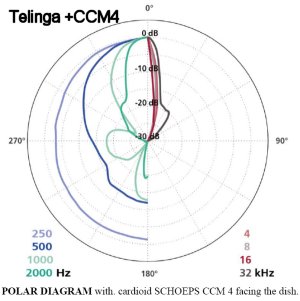 Telinga +CCM4
0°
0 dB
-10 dB
-20 dB
-30 dB
270°
90°
250
500
1000
2000 Hz
4
8
16
32 kHz
180°
POLAR DIAGRAM with. cardioid SCHOEPS CCM 4 facing the dish.